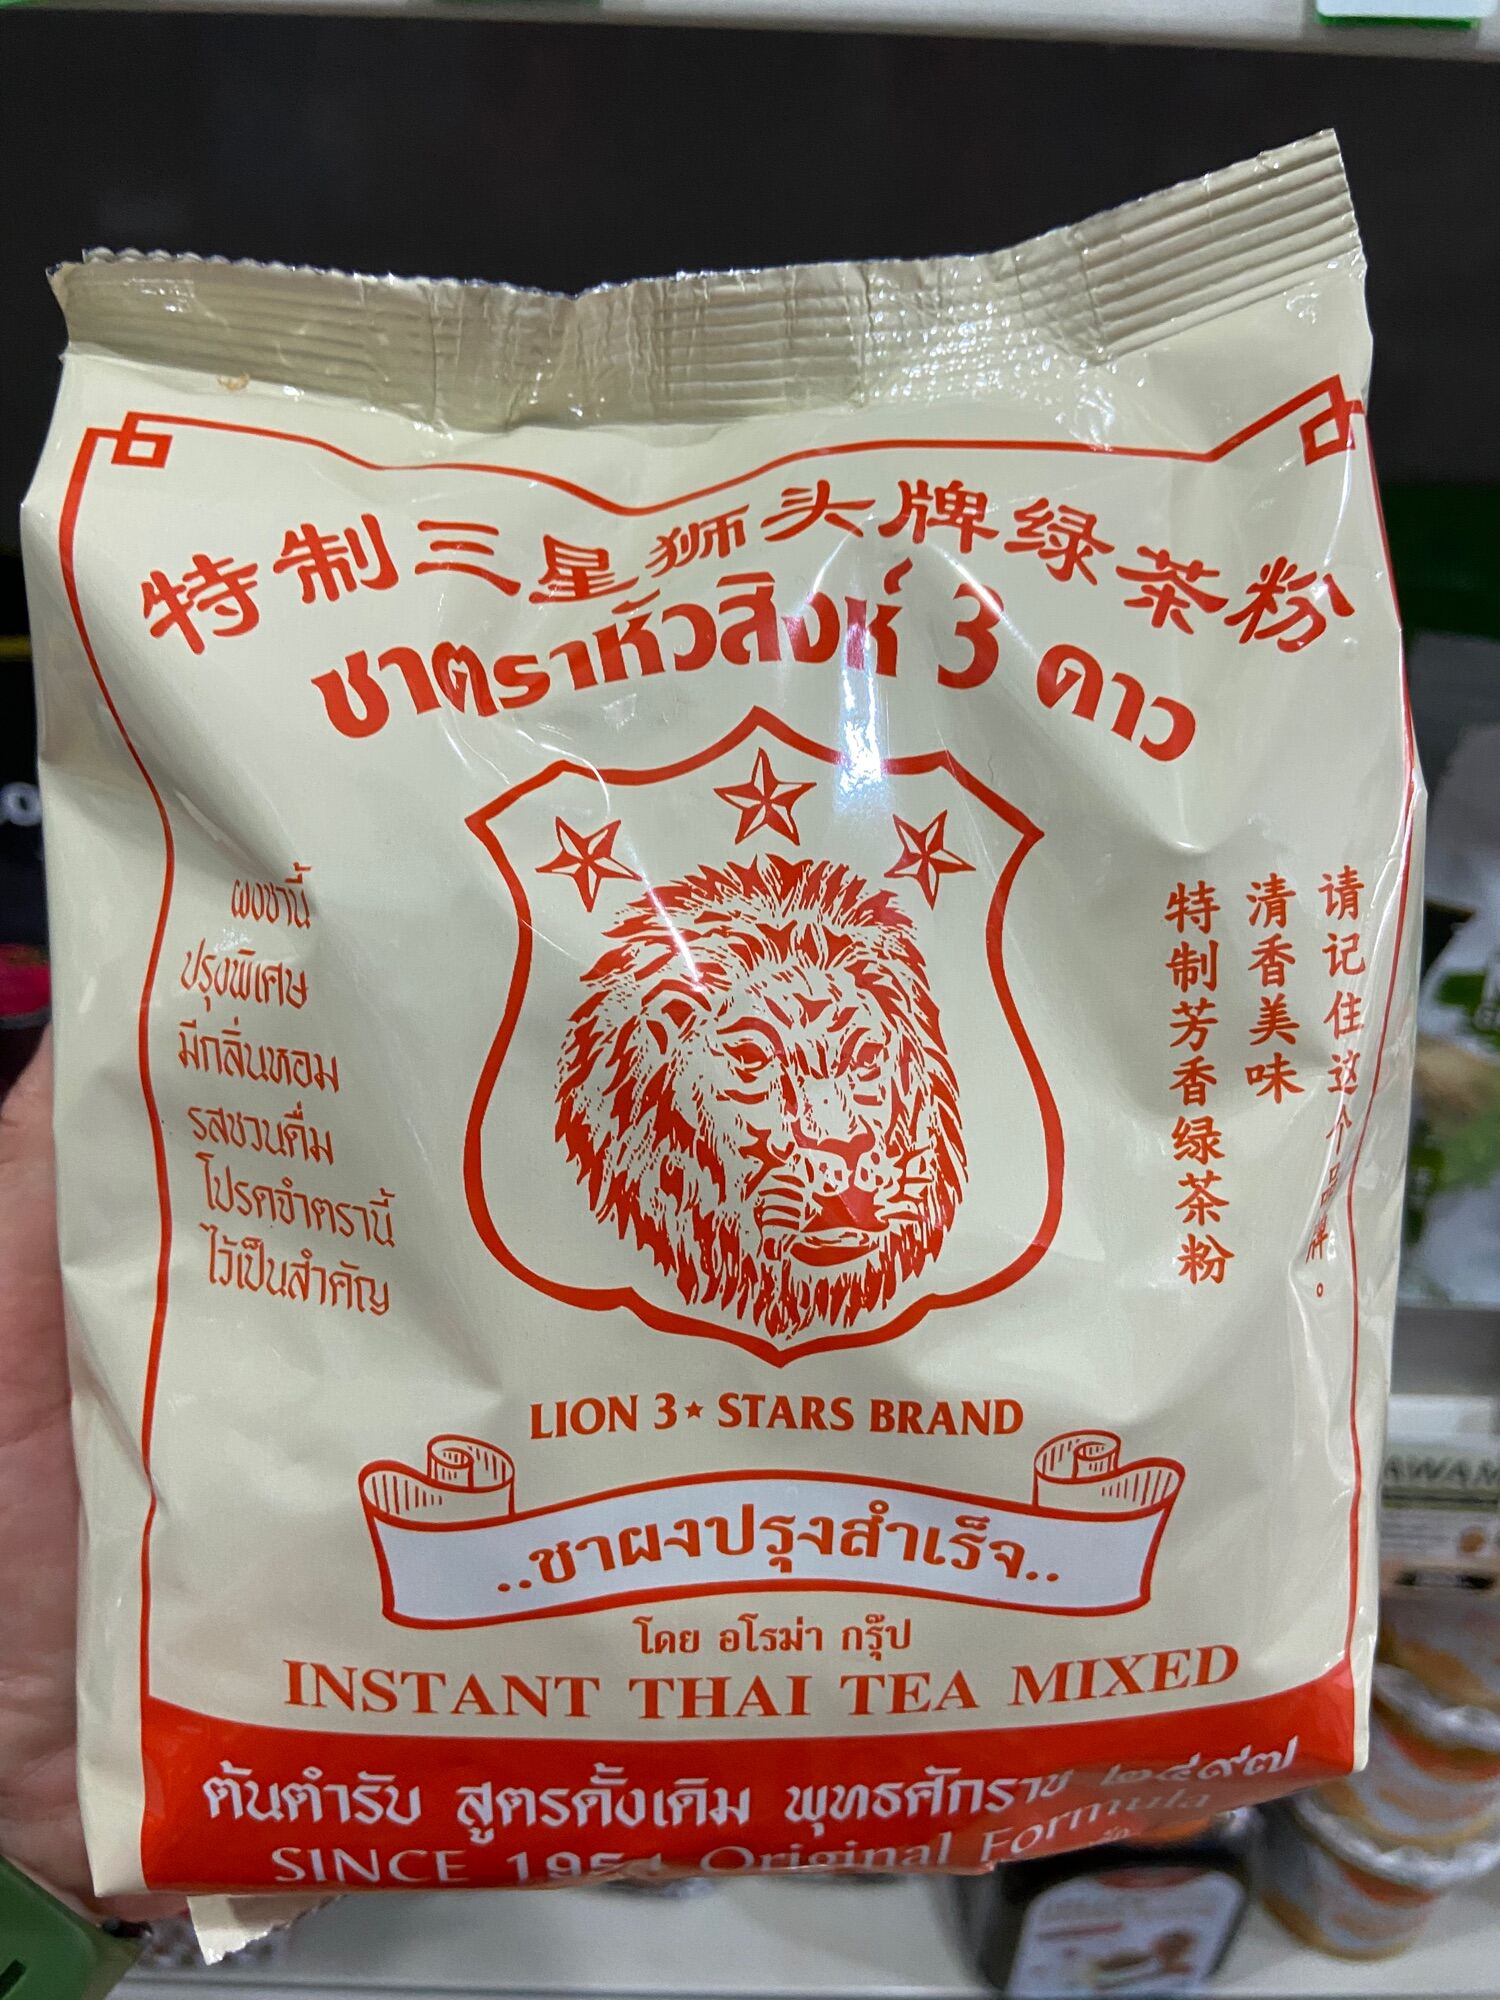 特制三星狮头牌绿茶粉
ชาตราหัวสิงห์ 3 ดาว
ผงชานี้
ปรุงพิเศษ
มีกลิ่นหอม
รสชวนดื่ม
โปรดจำตรานี้
ไว้เป็นสำคัญ
请记住这个品牌。
清香美味
特制芳香绿茶粉
LION 3★ STARS BRAND
..ชาผงปรุงสำเร็จ..
โดย อโรม่า กรุ๊ป
INSTANT THAI TEA MIXED
ต้นตำรับ สูตรดั้งเดิม พุทธศักราช ๒๔๙๗
SINCE 1954 Original Formula